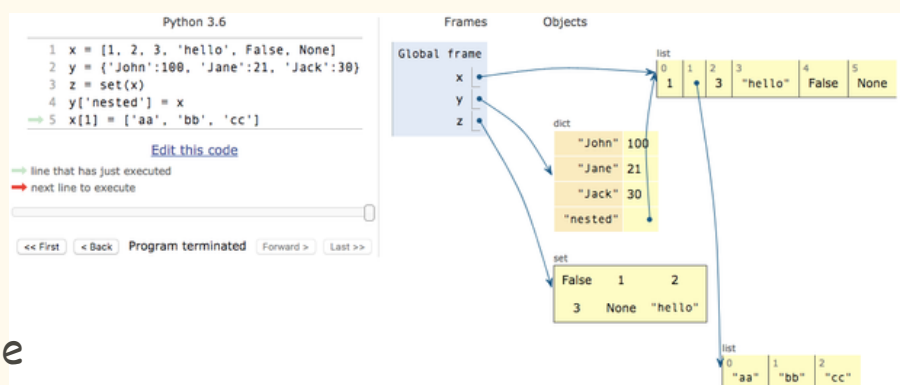 Python 3.6
1 x = [1, 2, 3, 'hello', False, None]
2 y = {'John':100, 'Jane':21, 'Jack':30}
3 z = set(x)
4 y['nested'] = x
5 x[1] = ['aa', 'bb', 'cc']
Edit this code
line that has just executed
next line to execute
<< First < Back Program terminated Forward > Last >>
e
Frames Objects
Global frame
x
y
z
list
0 1 2 3 4 5
1 3 "hello" False None
dict
"John" 100
"Jane" 21
"Jack" 30
"nested"
set
False 1 2
3 None "hello"
list
0 1 2
"aa" "bb" "cc"